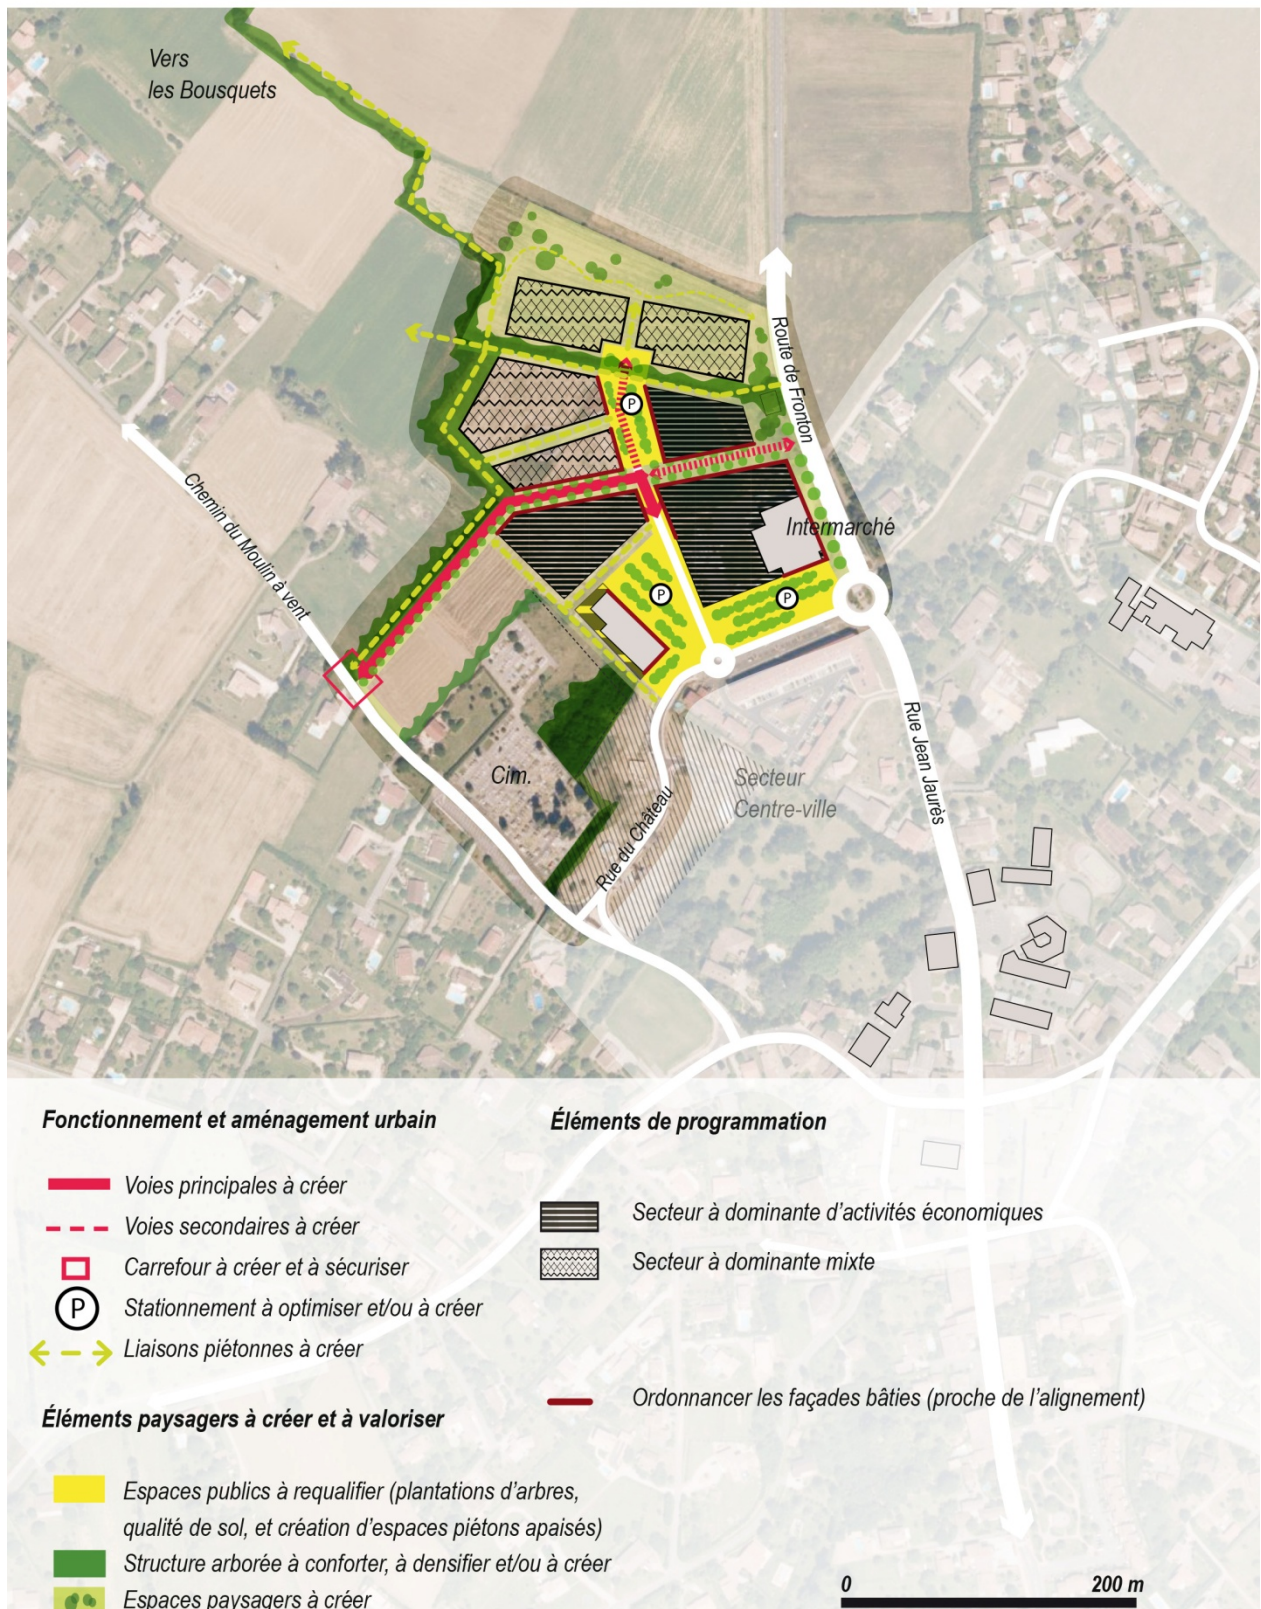 Vers
les Bousquets
Route de Fronton
Chemin du Moulin à vent
P
Intermarché
P
P
Rue Jean Jaurès
Cim.
Secteur
Centre-ville
Rue du Château
Fonctionnement et aménagement urbain
Voies principales à créer
Voies secondaires à créer
Carrefour à créer et à sécuriser
P
Stationnement à optimiser et/ou à créer
Liaisons piétonnes à créer
Éléments paysagers à créer et à valoriser
Espaces publics à requalifier (plantations d'arbres,
qualité de sol, et création d'espaces piétons apaisés)
Structure arborée à conforter, à densifier et/ou à créer
Espaces paysagers à créer
Éléments de programmation
Secteur à dominante d'activités économiques
Secteur à dominante mixte
Ordonnancer les façades bâties (proche de l'alignement)
0
200 m